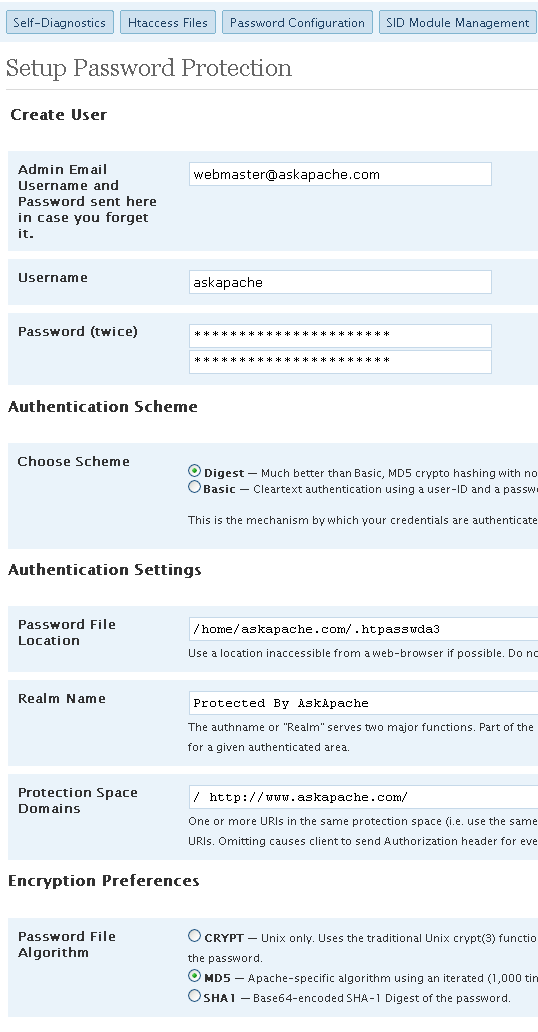 Self-Diagnostics Htaccess Files Password Configuration SID Module Management
Setup Password Protection
Create User
Admin Email
Username and
Password sent here
in case you forget
it.
webmaster@askapache.com
Username
askapache
Password (twice)
**********************
**********************
Authentication Scheme
Choose Scheme
Digest — Much better than Basic, MD5 crypto hashing with no
Basic — Cleartext authentication using a user-ID and a passw
This is the mechanism by which your credentials are authenticate
Authentication Settings
Password File
Location
/home/askapache.com/.htpasswda3
Use a location inaccessible from a web-browser if possible. Do no
Realm Name
Protected By AskApache
The authname or "Realm" serves two major functions. Part of the
for a given authenticated area.
Protection Space
Domains
/ http://www.askapache.com/
One or more URIs in the same protection space (i.e. use the same
URIs. Omitting causes client to send Authorization header for eve
Encryption Preferences
Password File
Algorithm
CRYPT — Unix only. Uses the traditional Unix crypt(3) functio
the password.
MD5 — Apache-specific algorithm using an iterated (1,000 tin
SHA1 — Base64-encoded SHA-1 Digest of the password.